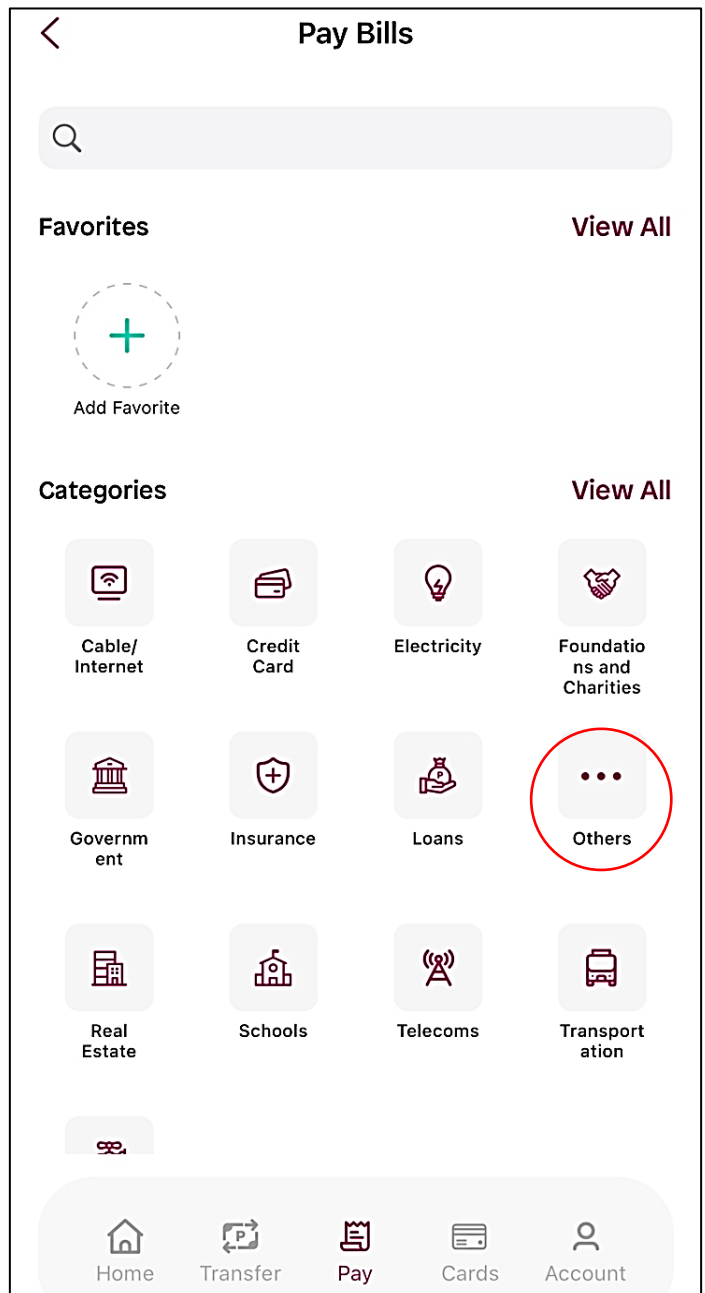 Pay Bills
Favorites
View All
Add Favorite
Categories
View All
Cable/
Internet
Credit
Card
Electricity
Foundatio
ns and
Charities
Governm
ent
Insurance
P
Loans
Others
Real
Estate
Schools
Telecoms
Transport
ation
P
Home
Transfer
Pay
Cards
Account